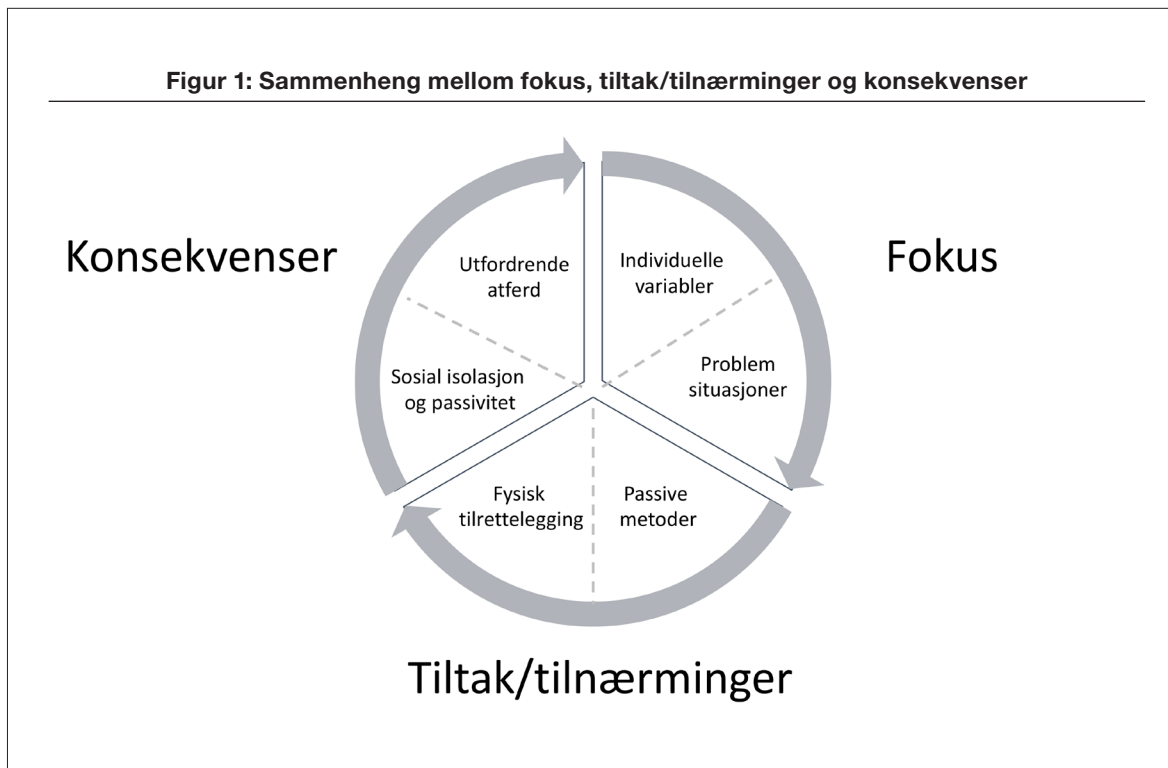 Figur 1: Sammenheng mellom fokus, tiltak/tilnærminger og konsekvenser
Konsekvenser
Fokus
Utfordrende
atferd
Individuelle
variabler
Sosial isolasjon
og passivitet
Problem
situasjoner
Fysisk
tilrettelegging
Passive
metoder
Tiltak/tilnærminger